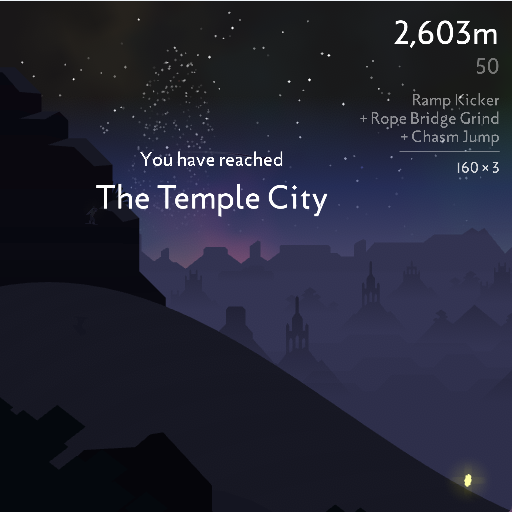 2,603m
50
Ramp Kicker
+ Rope Bridge Grind
+ Chasm Jump
160 × 3
You have reached
The Temple City